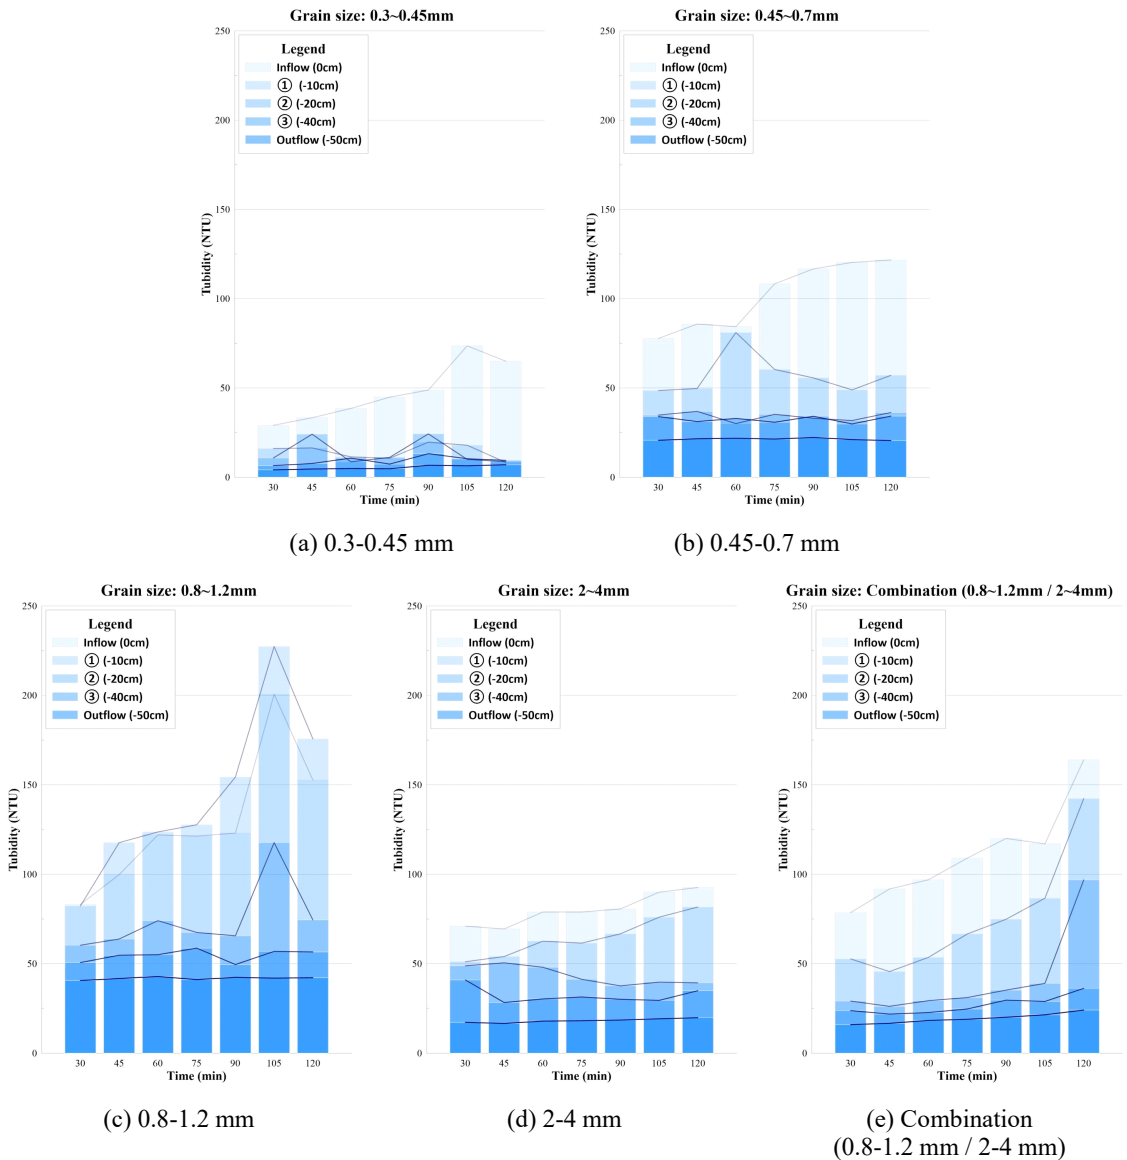 Grain size: 0.3~0.45mm
250
200
150
100
50
0
Tubidity (NTU)
Legend
Inflow (0cm)
① (-10cm)
② (-20cm)
③ (-40cm)
Outflow (-50cm)
30 45 60 75 90 105 120
Time (min)
(a) 0.3-0.45 mm
Grain size: 0.45~0.7mm
250
200
150
100
50
0
Tubidity (NTU)
Legend
Inflow (0cm)
① (-10cm)
② (-20cm)
③ (-40cm)
Outflow (-50cm)
30 45 60 75 90 105 120
Time (min)
(b) 0.45-0.7 mm
Grain size: 0.8~1.2mm
250
200
150
100
50
0
Tubidity (NTU)
Legend
Inflow (0cm)
① (-10cm)
② (-20cm)
③ (-40cm)
Outflow (-50cm)
30 45 60 75 90 105 120
Time (min)
(c) 0.8-1.2 mm
Grain size: 2~4mm
250
200
150
100
50
0
Tubidity (NTU)
Legend
Inflow (0cm)
① (-10cm)
② (-20cm)
③ (-40cm)
Outflow (-50cm)
30 45 60 75 90 105 120
Time (min)
(d) 2-4 mm
Grain size: Combination (0.8~1.2mm / 2~4mm)
250
200
150
100
50
0
Tubidity (NTU)
Legend
Inflow (0cm)
① (-10cm)
② (-20cm)
③ (-40cm)
Outflow (-50cm)
30 45 60 75 90 105 120
Time (min)
(e) Combination
(0.8-1.2 mm / 2-4 mm)